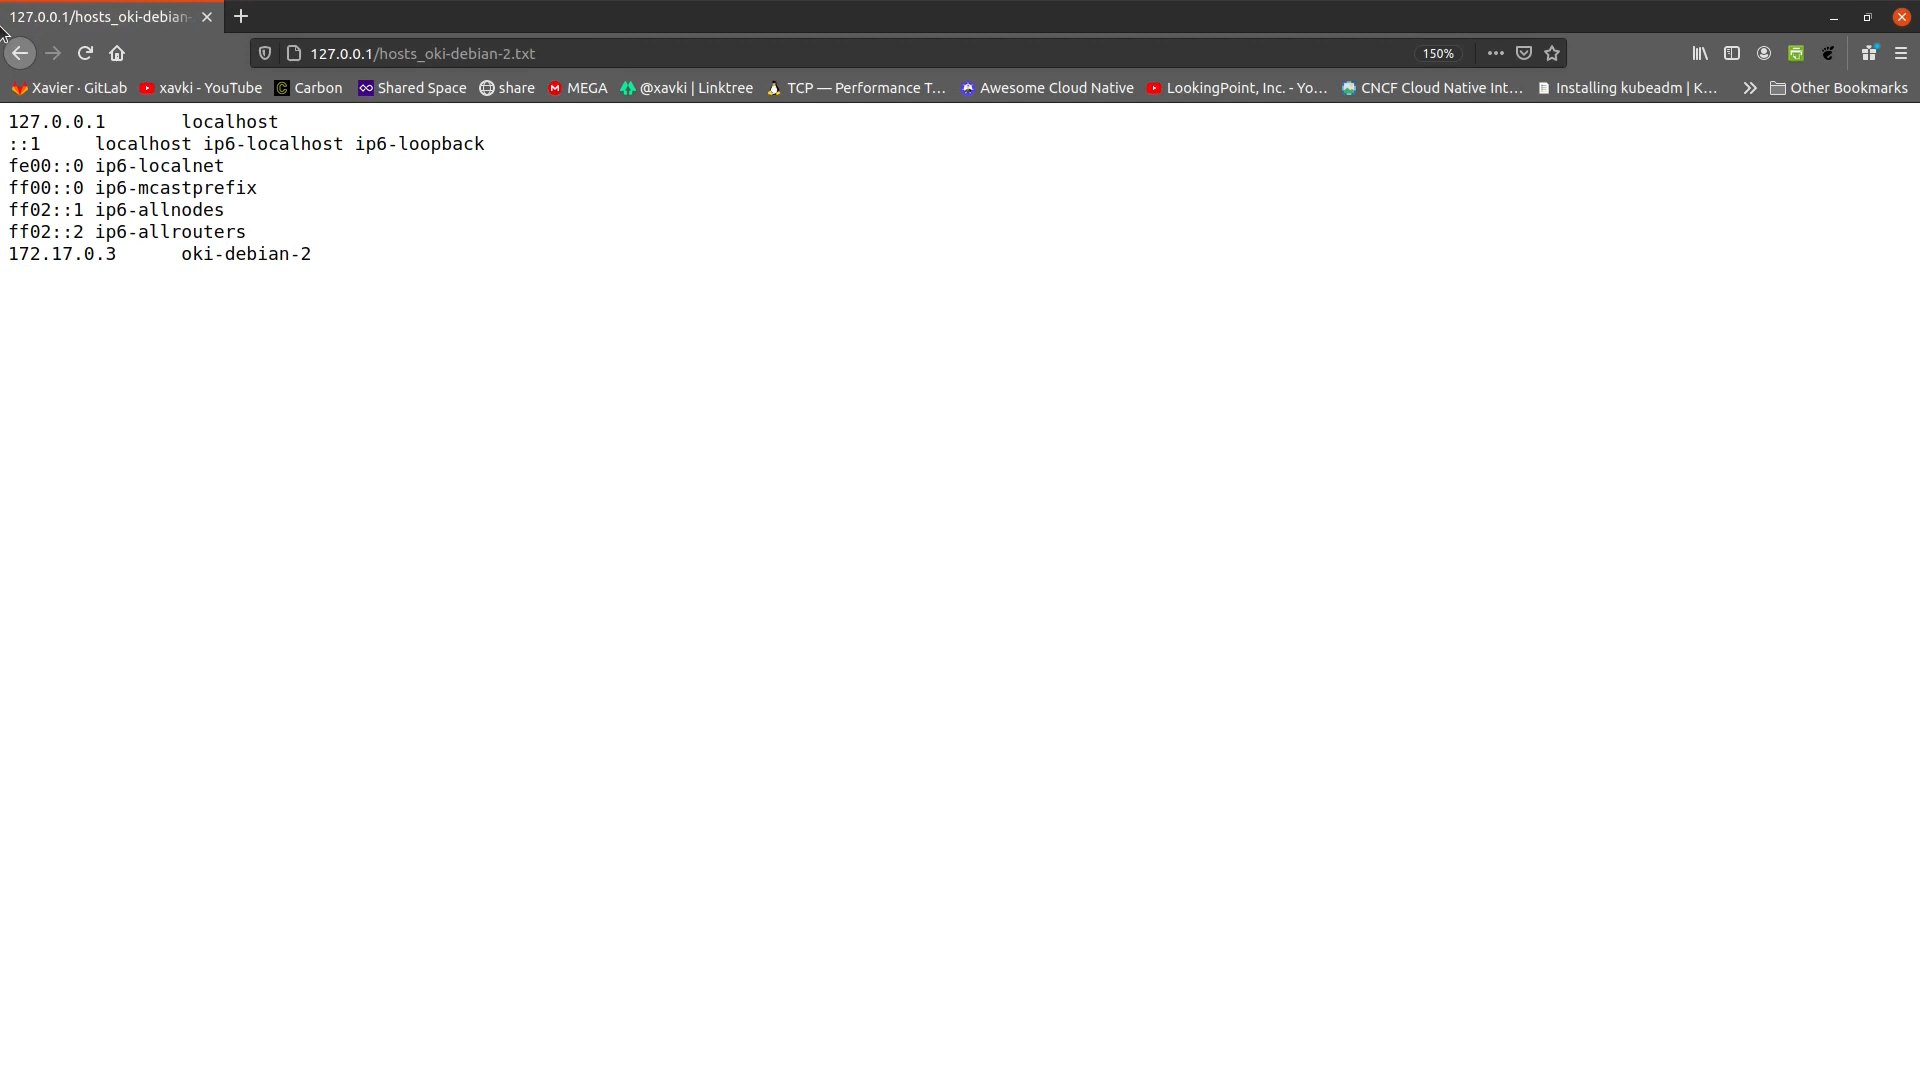 127.0.0.1/hosts_oki-debian-
127.0.0.1/hosts_oki-debian-2.txt 150%
Xavier · GitLab xavki - YouTube Carbon Shared Space share MEGA @xavki | Linktree TCP — Performance T... Awesome Cloud Native LookingPoint, Inc. - Yo... CNCF Cloud Native Int... Installing kubeadm | K... Other Bookmarks
127.0.0.1 localhost
::1 localhost ip6-localhost ip6-loopback
fe00::0 ip6-localnet
ff00::0 ip6-mcastprefix
ff02::1 ip6-allnodes
ff02::2 ip6-allrouters
172.17.0.3 oki-debian-2